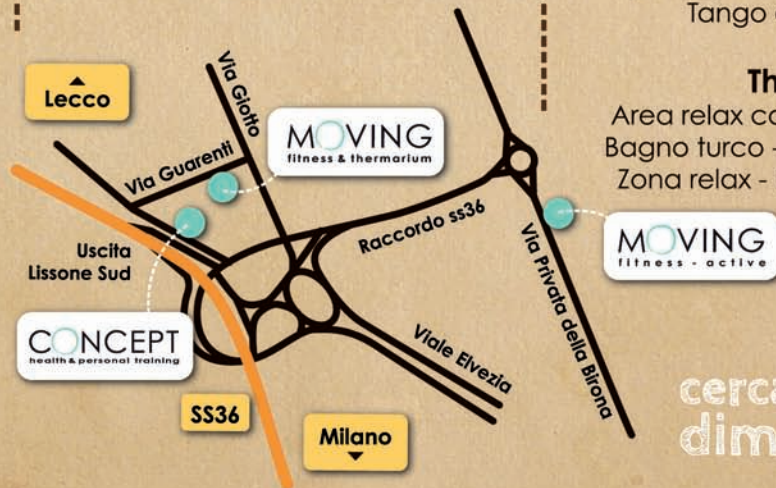 Tango
Th
Area relax
Bagno turco -
Zona relax -
Lecco
Via Giotto
MOVING
fitness & thermarium
Via Guarenti
Raccordo ss36
MOVING
fitness - active
Uscita
Lissone Sud
CONCEPT
health & personal training
Via Privata della Birona
Viale Elvezia
SS36
Milano
cerca
dim